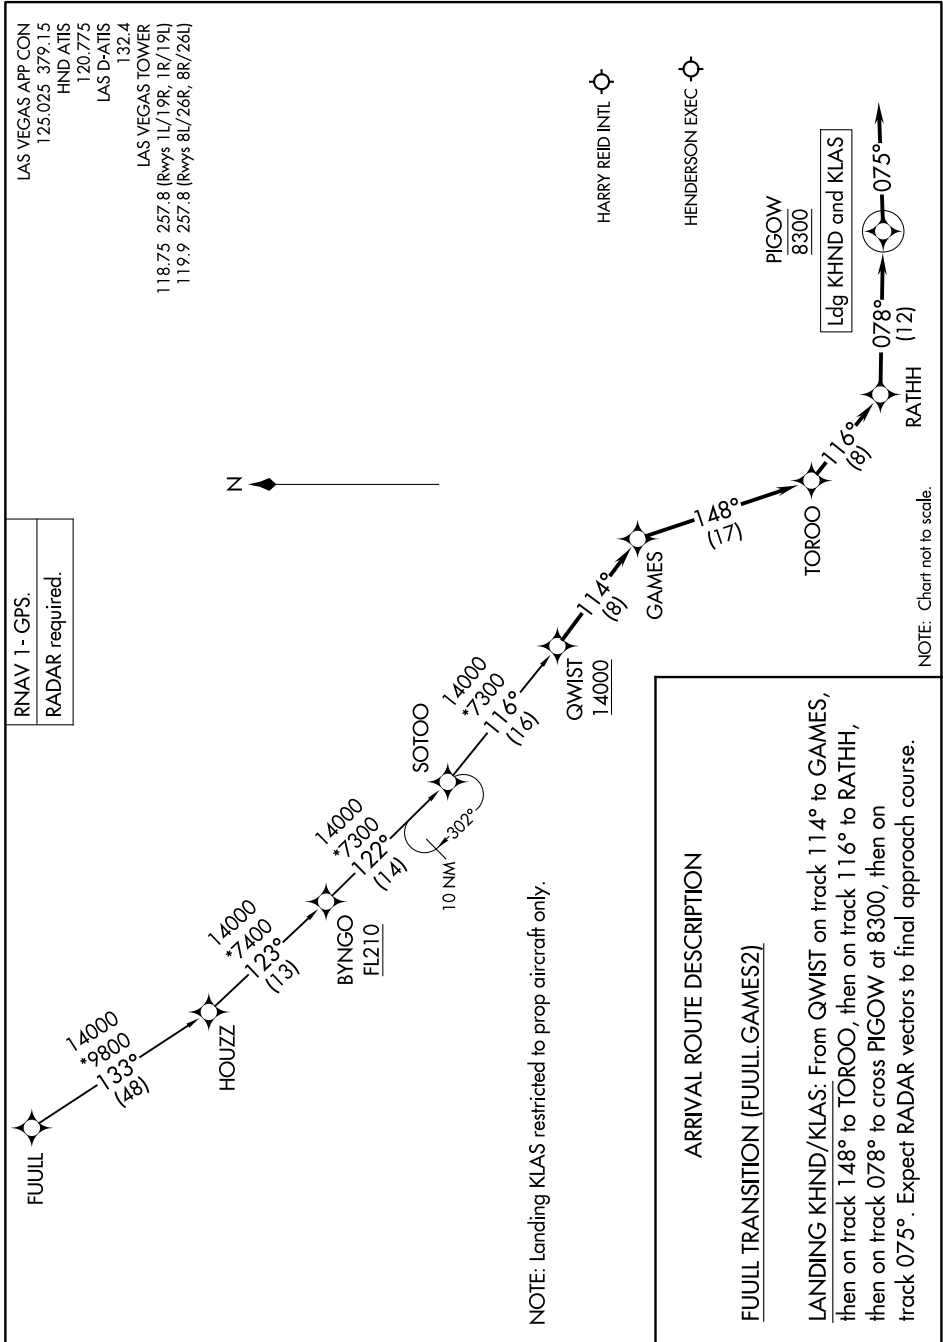 RNAV 1 - GPS.
RADAR required.
LAS VEGAS APP CON
125.025 379.15
HND ATIS
120.775
LAS D-ATIS
132.4
LAS VEGAS TOWER
118.75 257.8 (Rwys 1L/19R, 1R/19L)
119.9 257.8 (Rwys 8L/26R, 8R/26L)
FUULL
14000
*9800
133°
(48)
HOUZZ
14000
*7400
123°
(13)
BYNGO
FL210
14000
*7300
122°
(14)
SOTOO
10 NM
302°
14000
*7300
116°
(16)
QWIST
14000
114°
(8)
GAMES
148°
(17)
TOROO
116°
(8)
RATHH
078°
(12)
PIGOW
8300
Ldg KHND and KLAS
075°
N
HARRY REID INTL
HENDERSON EXEC
NOTE: Landing KLAS restricted to prop aircraft only.
NOTE: Chart not to scale.
ARRIVAL ROUTE DESCRIPTION
FUULL TRANSITION (FUULL.GAMES2)
LANDING KHND/KLAS: From QWIST on track 114° to GAMES,
then on track 148° to TOROO, then on track 116° to RATHH,
then on track 078° to cross PIGOW at 8300, then on
track 075°. Expect RADAR vectors to final approach course.